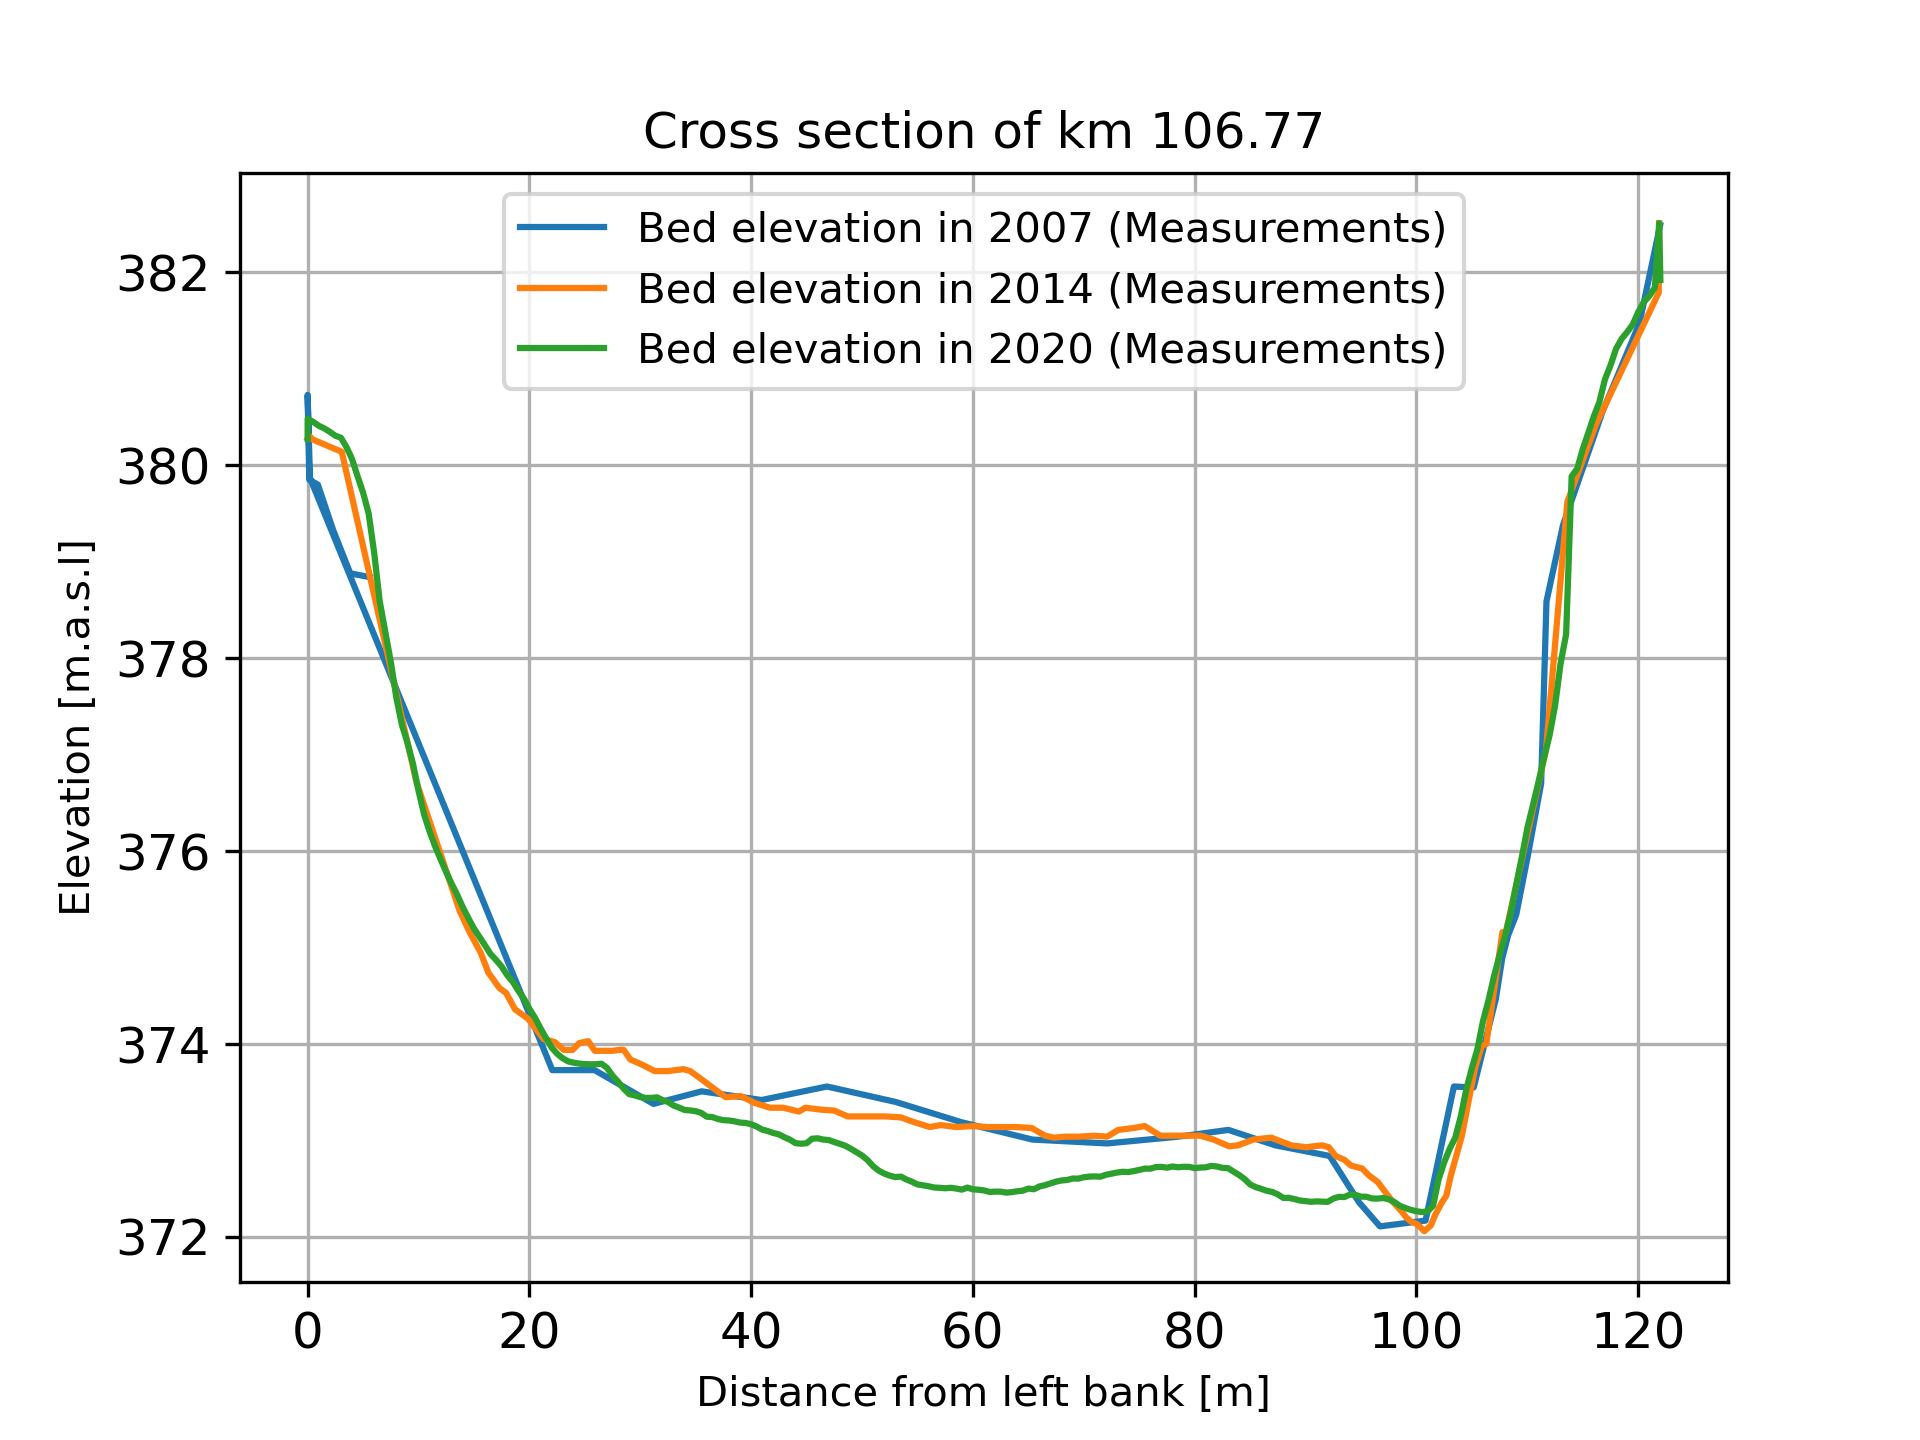 Cross section of km 106.77
Bed elevation in 2007 (Measurements)
Bed elevation in 2014 (Measurements)
Bed elevation in 2020 (Measurements)
Elevation [m.a.s.l]
382
380
378
376
374
372
0 20 40 60 80 100 120
Distance from left bank [m]